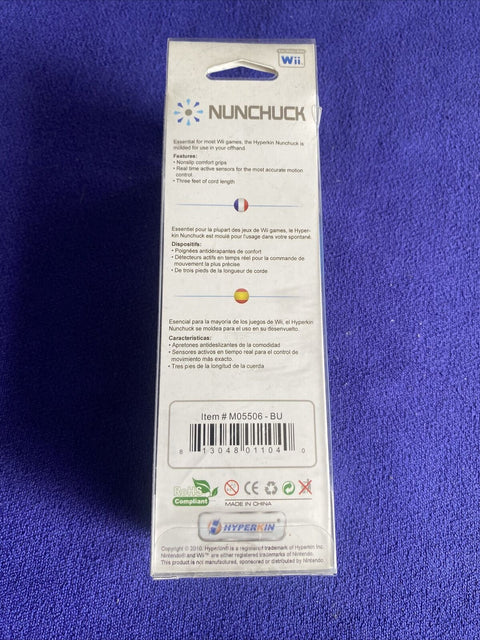 Wii
NUNCHUCK
Essential for most Wii games, the Hyperkin Nunchuck is
molded for use in your offhand.
Features:
• Nonslip comfort grips
• Real time active sensors for the most accurate motion
control.
• Three feet of cord length
Essentiel pour la plupart des jeux de Wii games, le Hyper-
kin Nunchuck est moulé pour l'usage dans votre spontané.
Dispositifs:
• Poignées antidérapantes de confort
• Détecteurs actifs en temps réel pour la commande de
mouvement la plus précise
• De trois pieds de la longueur de corde
Esencial para la mayoria de los juegos de Wii, el Hyperkin
Nunchuck se moldea para el uso en su desenvuelto.
Caracteristicas:
• Apretones antideslizantes de la comodidad
• Sensores activos en tiempo real para el control de
movimiento más exacto.
• Tres pies de la longitud de la cuerda
Item # M05506 - BU
8 13048 01104 0
RoHS
Compliant
CE
MADE IN CHINA
HYPERKIN
Copyright © 2010. Hyperkin® is a registered trademark of Hyperkin Inc.
Nintendo® and Wii™ are either registered trademarks of Nintendo.
This product is not manufactured, sponsored or endorsed by Nintendo.